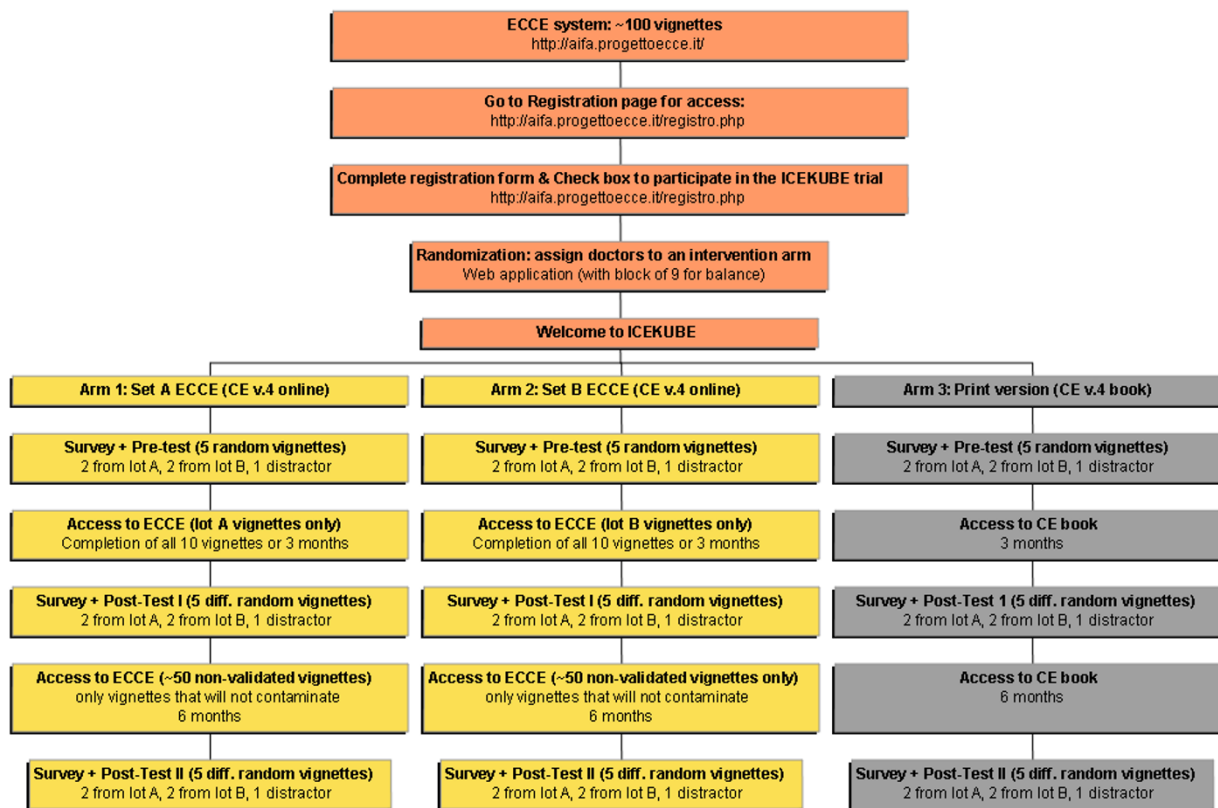 ECCE system: ~100 vignettes
http://aifa.progettoecce.it/
Go to Registration page for access:
http://aifa.progettoecce.it/registro.php
Complete registration form & Check box to participate in the ICEKUBE trial
http://aifa.progettoecce.it/registro.php
Randomization: assign doctors to an intervention arm
Web application (with block of 9 for balance)
Welcome to ICEKUBE
Arm 1: Set A ECCE (CE v.4 online)
Arm 2: Set B ECCE (CE v.4 online)
Arm 3: Print version (CE v.4 book)
Survey + Pre-test (5 random vignettes)
2 from lot A, 2 from lot B, 1 distractor
Survey + Pre-test (5 random vignettes)
2 from lot A, 2 from lot B, 1 distractor
Survey + Pre-test (5 random vignettes)
2 from lot A, 2 from lot B, 1 distractor
Access to ECCE (lot A vignettes only)
Completion of all 10 vignettes or 3 months
Access to ECCE (lot B vignettes only)
Completion of all 10 vignettes or 3 months
Access to CE book
3 months
Survey + Post-Test I (5 diff. random vignettes)
2 from lot A, 2 from lot B, 1 distractor
Survey + Post-Test I (5 diff. random vignettes)
2 from lot A, 2 from lot B, 1 distractor
Survey + Post-Test 1 (5 diff. random vignettes)
2 from lot A, 2 from lot B, 1 distractor
Access to ECCE (~50 non-validated vignettes)
only vignettes that will not contaminate
6 months
Access to ECCE (~50 non-validated vignettes only)
only vignettes that will not contaminate
6 months
Access to CE book
6 months
Survey + Post-Test II (5 diff. random vignettes)
2 from lot A, 2 from lot B, 1 distractor
Survey + Post-Test II (5 diff. random vignettes)
2 from lot A, 2 from lot B, 1 distractor
Survey + Post-Test II (5 diff. random vignettes)
2 from lot A, 2 from lot B, 1 distractor